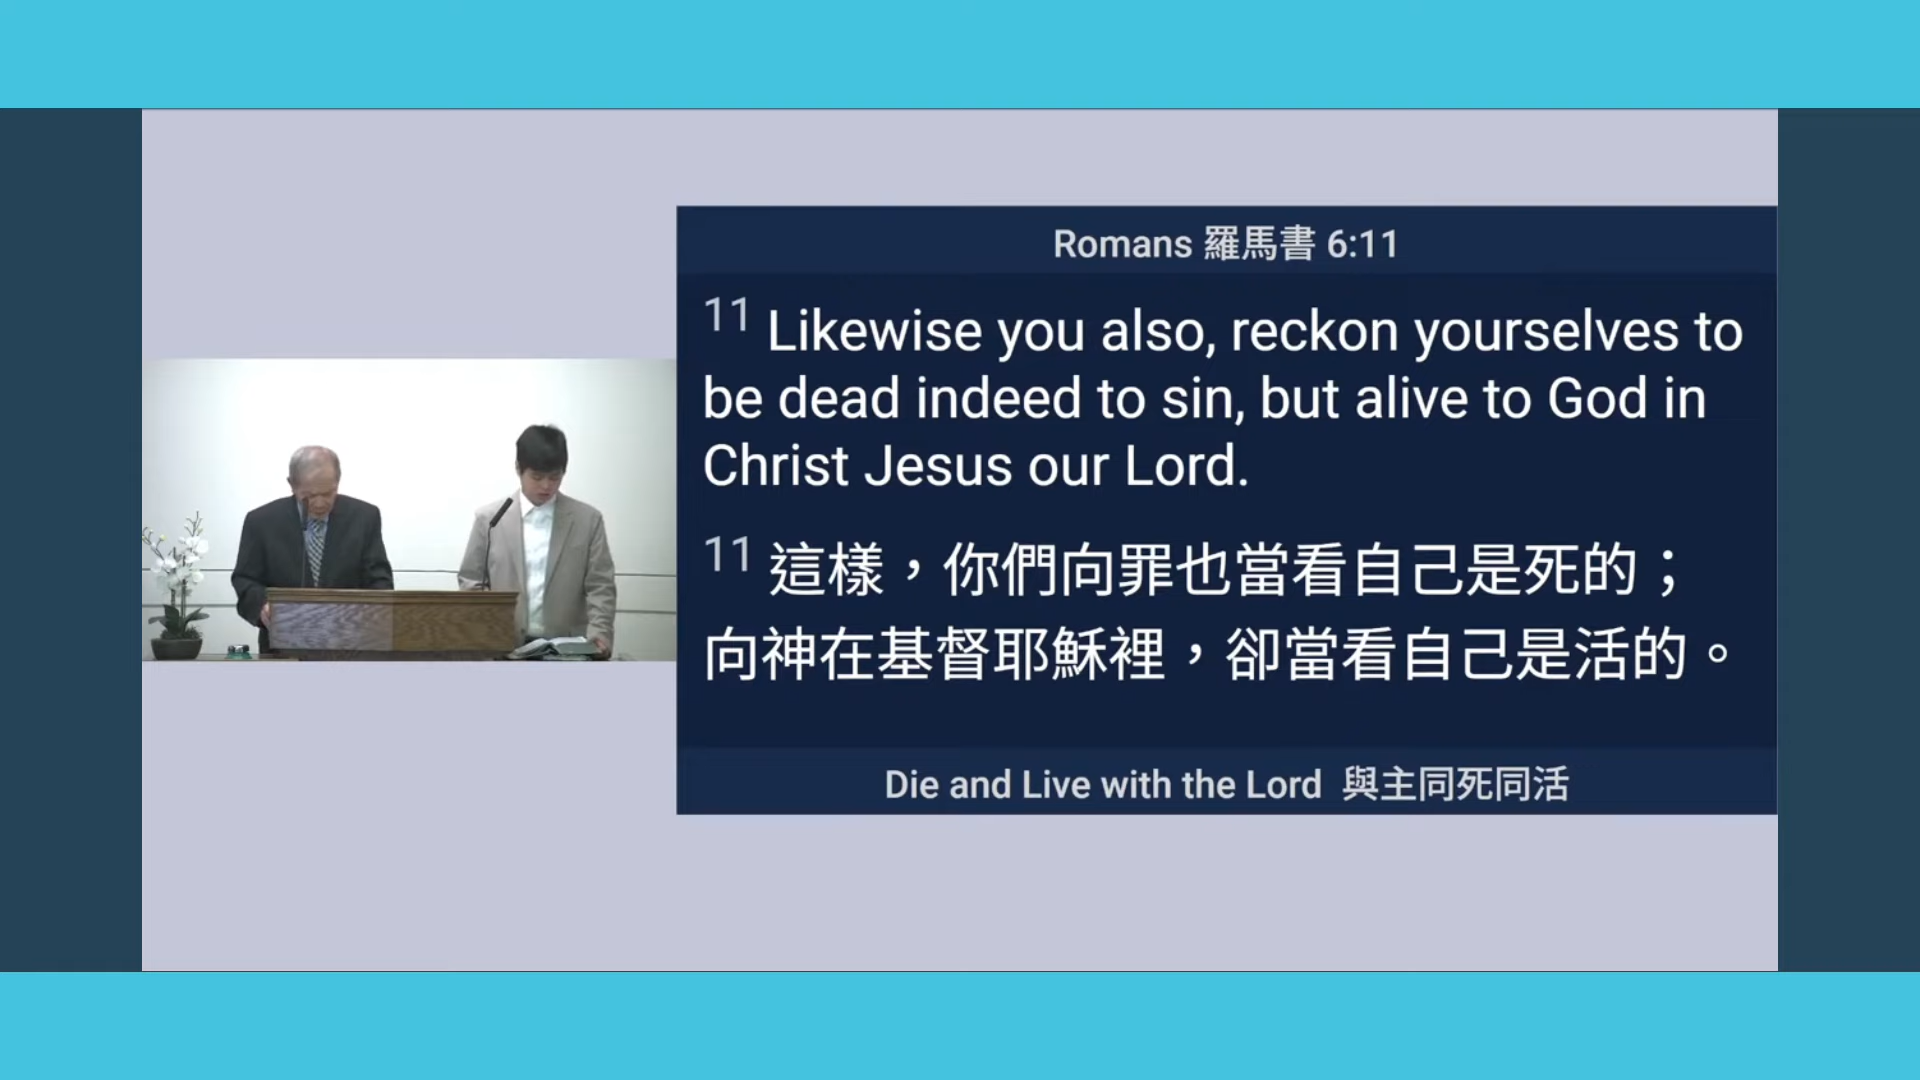 Romans 羅馬書 6:11
11 Likewise you also, reckon yourselves to
be dead indeed to sin, but alive to God in
Christ Jesus our Lord.
11 這樣，你們向罪也當看自己是死的；
向神在基督耶穌裡，卻當看自己是活的。
Die and Live with the Lord 與主同死同活